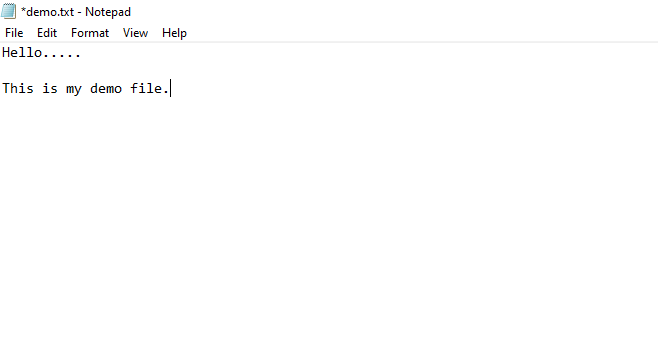 *demo.txt - Notepad
File Edit Format View Help
Hello.....
This is my demo file.